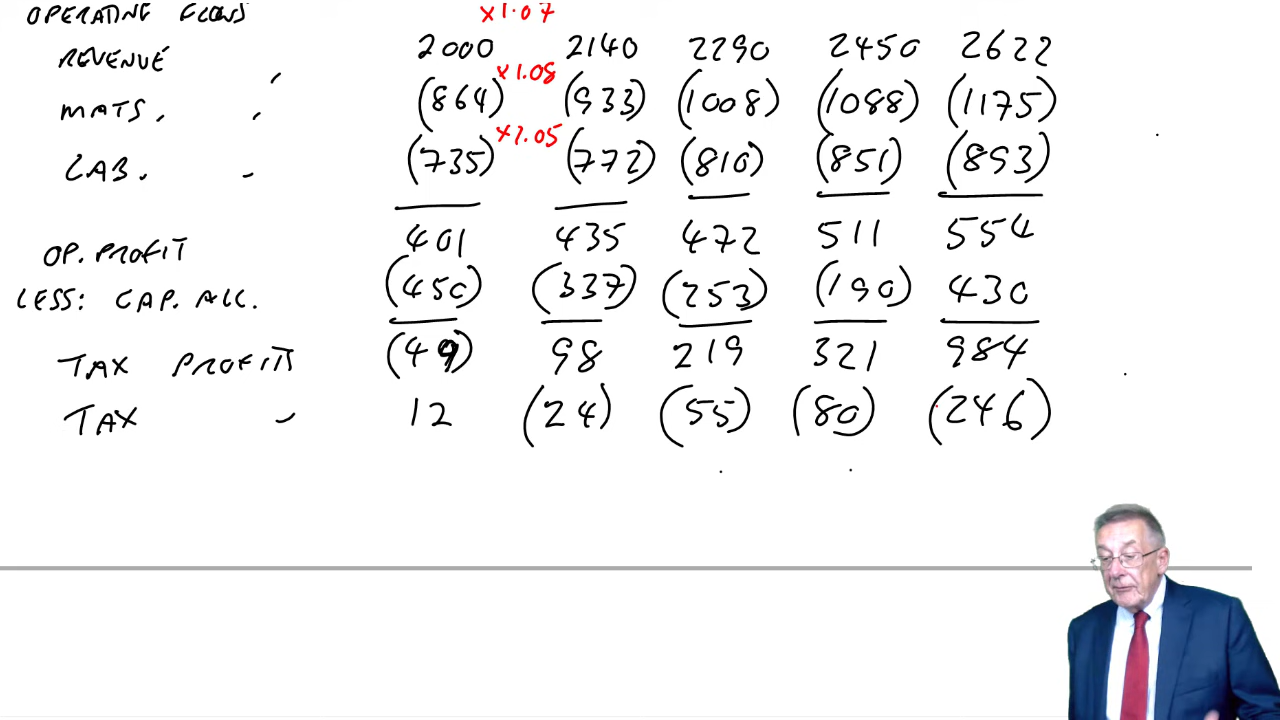 OPERATING FLOWS ×1.07
REVENUE 2000 2140 2290 2450 2622
×1.08
MATS. (864) (933) (1008) (1088) (1175)
×1.05
LAB. (735) (772) (810) (851) (893)
OP. PROFIT 401 435 472 511 554
LESS: CAP. ALL. (450) (337) (253) (190) 430
TAX PROFITS (49) 98 219 321 984
TAX 12 (24) (55) (80) (246)